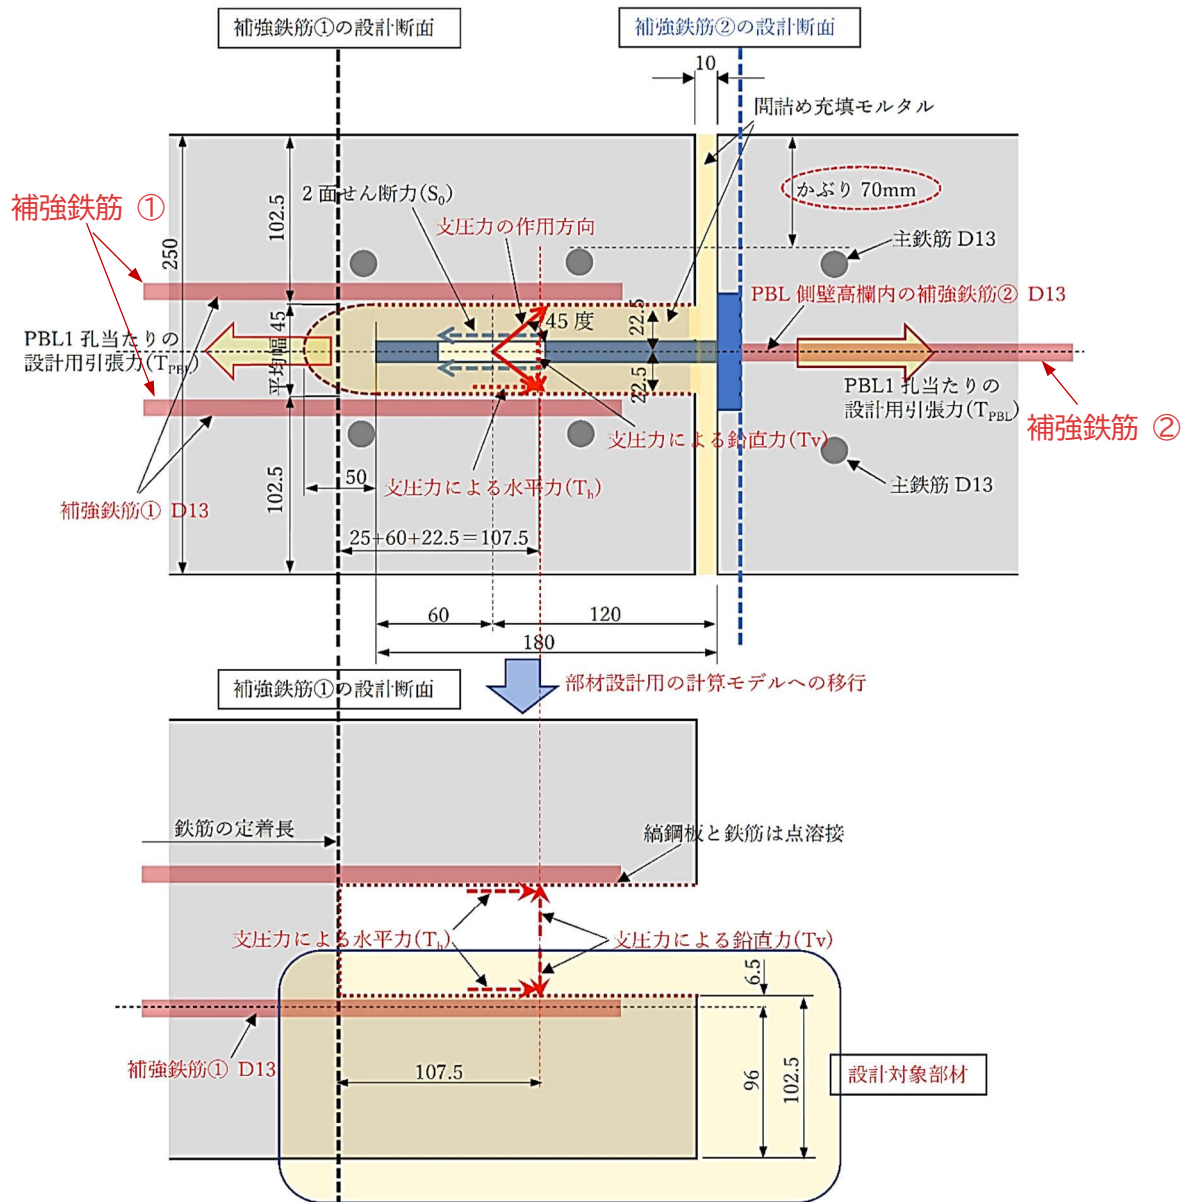 補強鉄筋①の設計断面
補強鉄筋②の設計断面
10
間詰め充填モルタル
補強鉄筋 ①
102.5
250
2面せん断力(S₀)
支圧力の作用方向
かぶり 70mm
主鉄筋 D13
PBL 側壁高欄内の補強鉄筋② D13
45
平均幅
45度
22.5
22.5
PBL1 孔当たりの
設計用引張力(T_PBL)
PBL1 孔当たりの
設計用引張力(T_PBL)
補強鉄筋 ②
支圧力による鉛直力(Tv)
50
支圧力による水平力(Tₕ)
主鉄筋 D13
102.5
補強鉄筋① D13
25+60+22.5=107.5
60
120
180
補強鉄筋①の設計断面
部材設計用の計算モデルへの移行
鉄筋の定着長
縞鋼板と鉄筋は点溶接
支圧力による水平力(Tₕ)
支圧力による鉛直力(Tv)
6.5
補強鉄筋① D13
107.5
96
102.5
設計対象部材